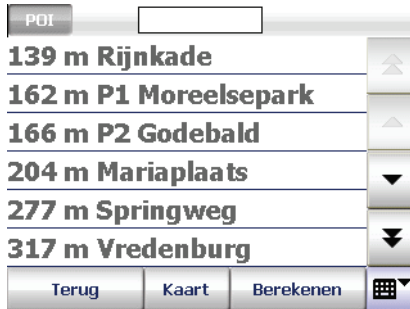 POI
139 m Rijnkade
162 m P1 Moreelsepark
166 m P2 Godebald
204 m Mariaplaats
277 m Springweg
317 m Vredenburg
Terug Kaart Berekenen